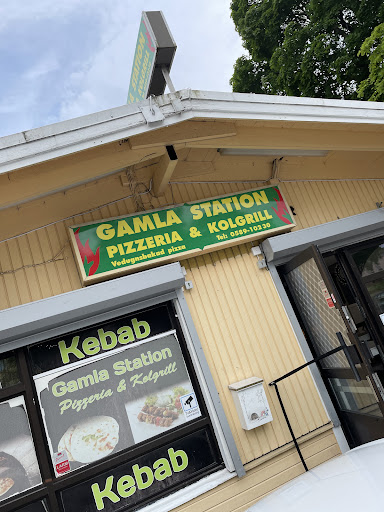 GAMLA STATION
PIZZERIA & KOLGRILL
Vedugnsbakad pizza
Tel: 0589-10230
Kebab
Gamla Station
Pizzeria & Kolgrill
Kebab